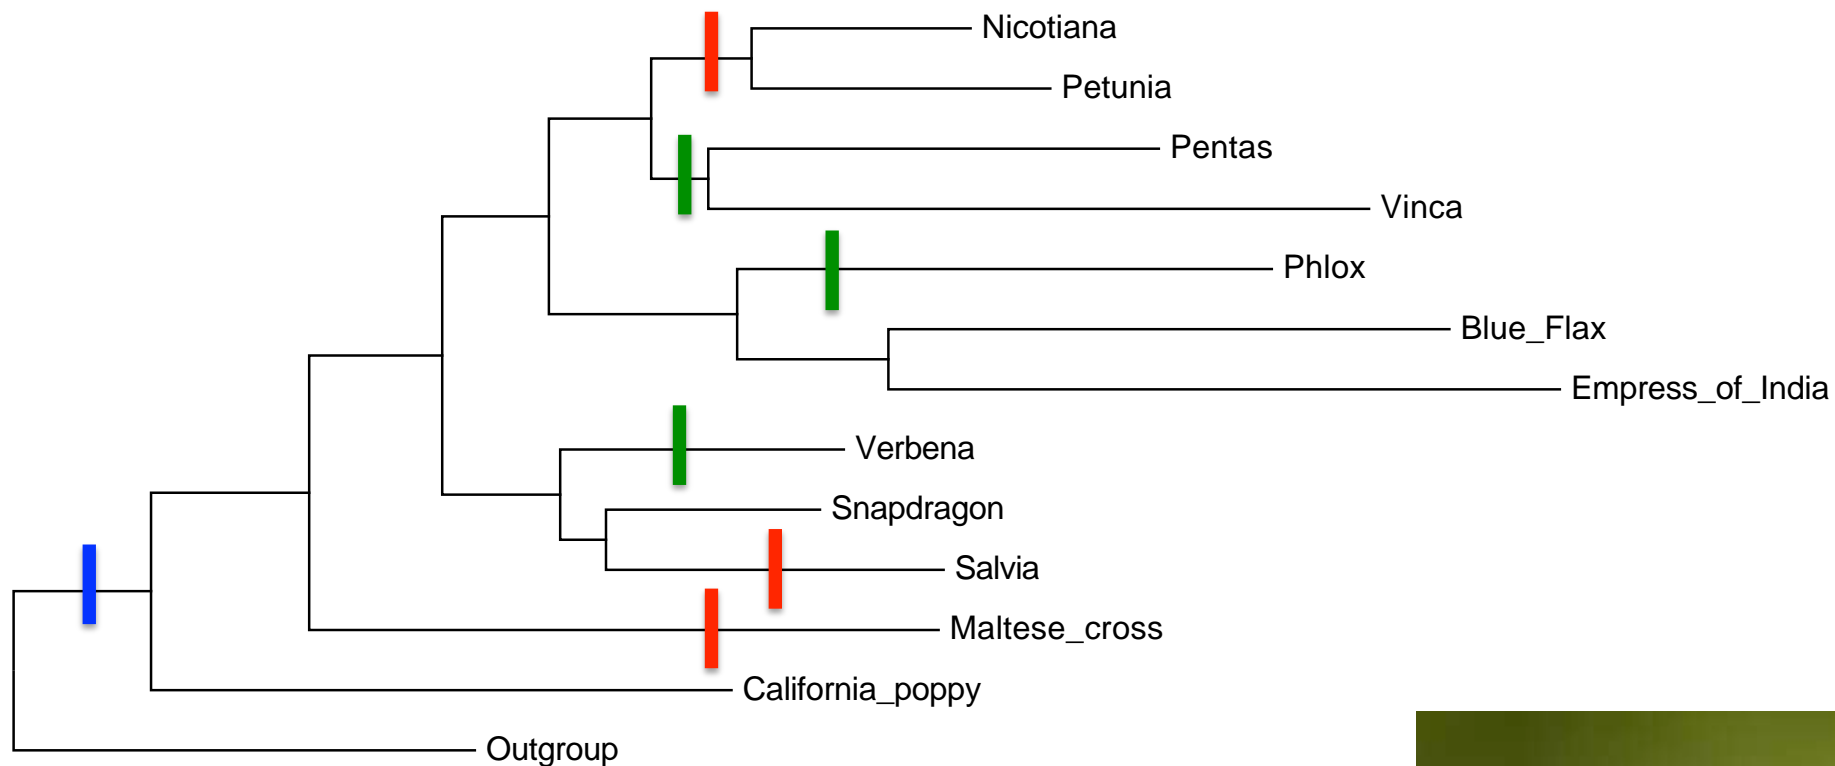 Nicotiana
Petunia
Pentas
Vinca
Phlox
Blue_Flax
Empress_of_India
Verbena
Snapdragon
Salvia
Maltese_cross
California_poppy
Outgroup